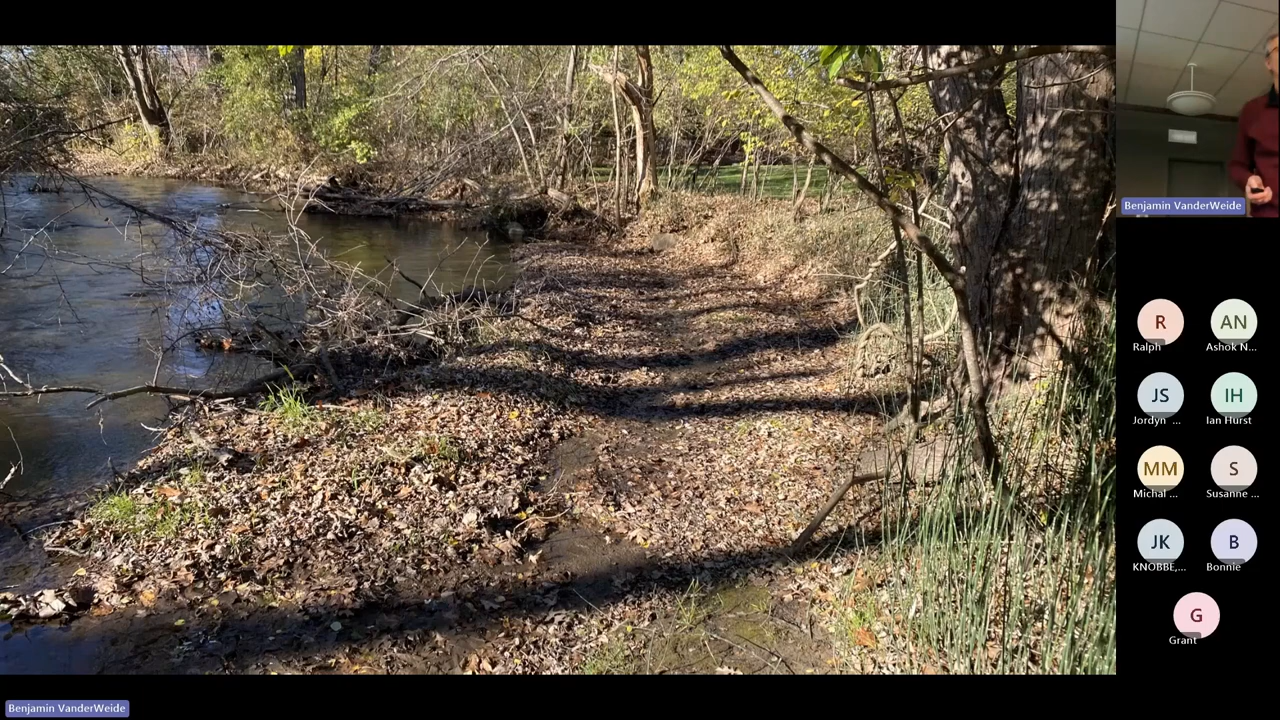 Benjamin VanderWeide
R
AN
Ralph
Ashok N...
JS
IH
Jordyn ...
Ian Hurst
MM
S
Michal ...
Susanne ...
JK
B
KNOBBE,...
Bonnie
G
Grant
Benjamin VanderWeide